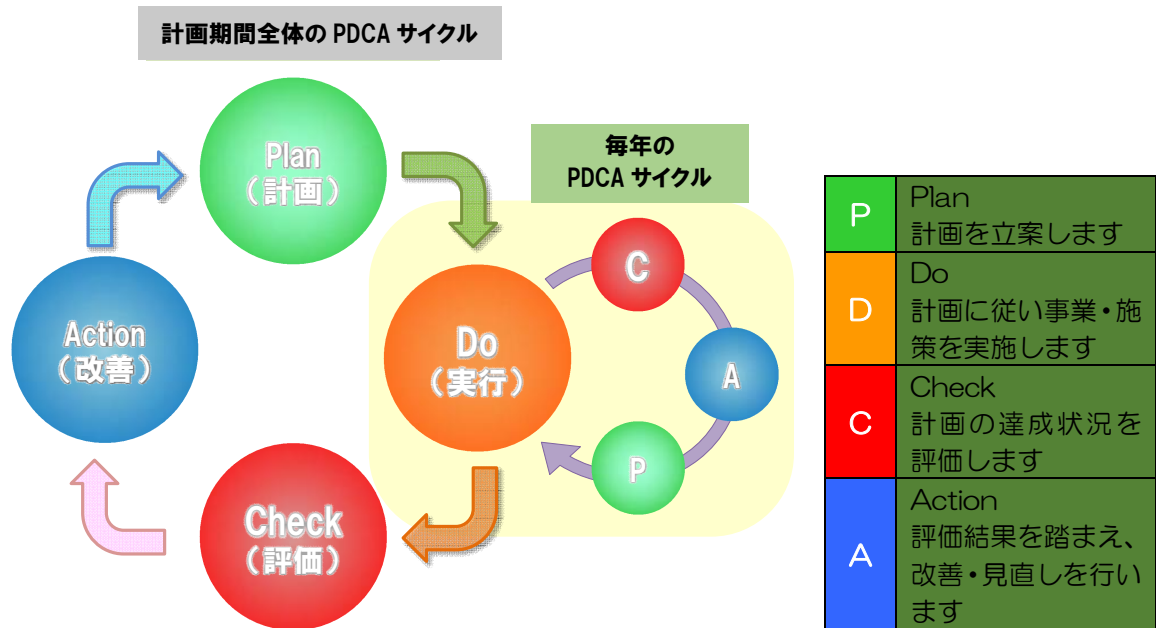 計画期間全体の PDCA サイクル
Plan
（計画）
毎年の
PDCA サイクル
Do
（実行）
C
A
P
Check
（評価）
Action
（改善）
P
Plan
計画を立案します
D
Do
計画に従い事業・施
策を実施します
C
Check
計画の達成状況を
評価します
A
Action
評価結果を踏まえ、
改善・見直しを行い
ます